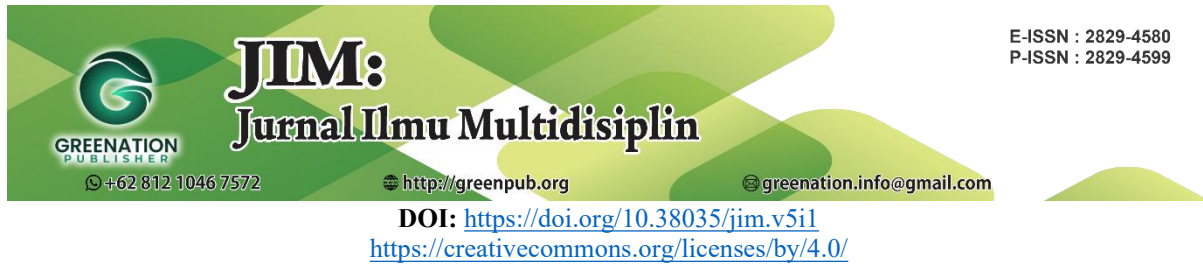 E-ISSN : 2829-4580
P-ISSN : 2829-4599
JIM:
Jurnal Ilmu Multidisiplin
GREENATION
PUBLISHER
+62 812 1046 7572
http://greenpub.org
greenation.info@gmail.com
DOI: https://doi.org/10.38035/jim.v5i1
https://creativecommons.org/licenses/by/4.0/